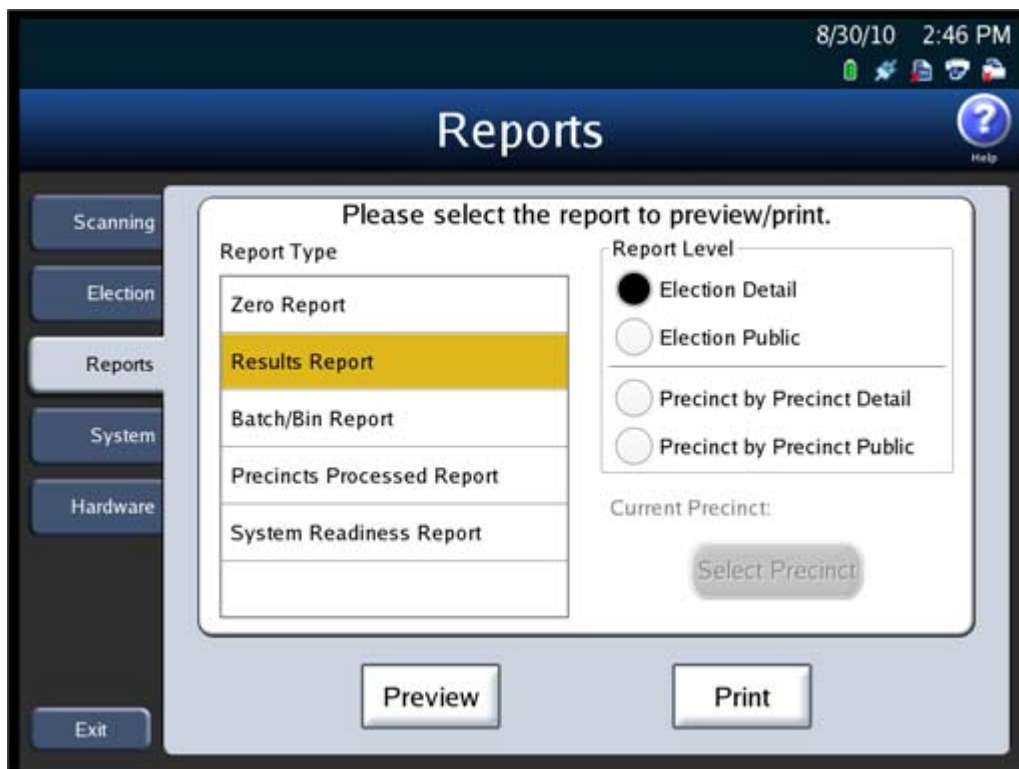 8/30/10 2:46 PM
Reports
Help
Scanning
Election
Reports
System
Hardware
Exit
Please select the report to preview/print.
Report Type
Zero Report
Results Report
Batch/Bin Report
Precincts Processed Report
System Readiness Report
Report Level
Election Detail
Election Public
Precinct by Precinct Detail
Precinct by Precinct Public
Current Precinct:
Select Precinct
Preview
Print